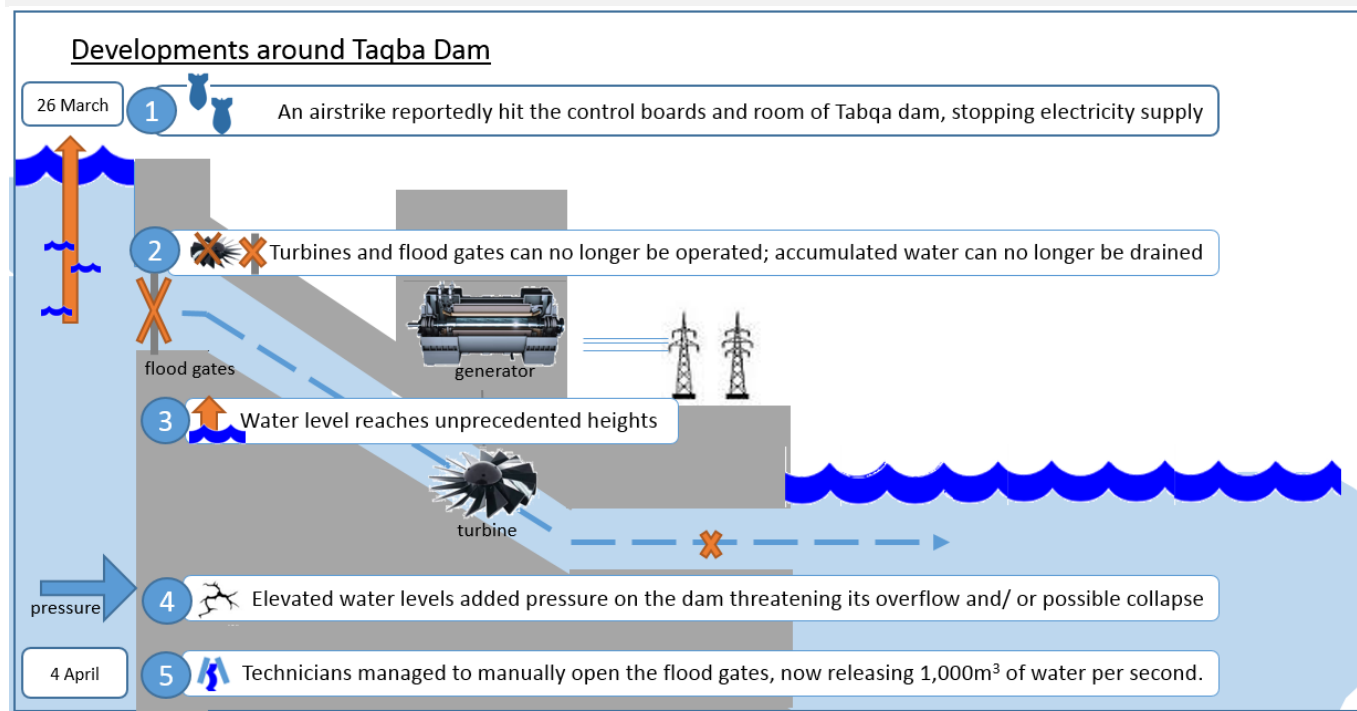 Developments around Taqba Dam
26 March
1
An airstrike reportedly hit the control boards and room of Tabqa dam, stopping electricity supply
2
Turbines and flood gates can no longer be operated; accumulated water can no longer be drained
flood gates
generator
3
Water level reaches unprecedented heights
turbine
pressure
4
Elevated water levels added pressure on the dam threatening its overflow and/ or possible collapse
4 April
5
Technicians managed to manually open the flood gates, now releasing 1,000m³ of water per second.